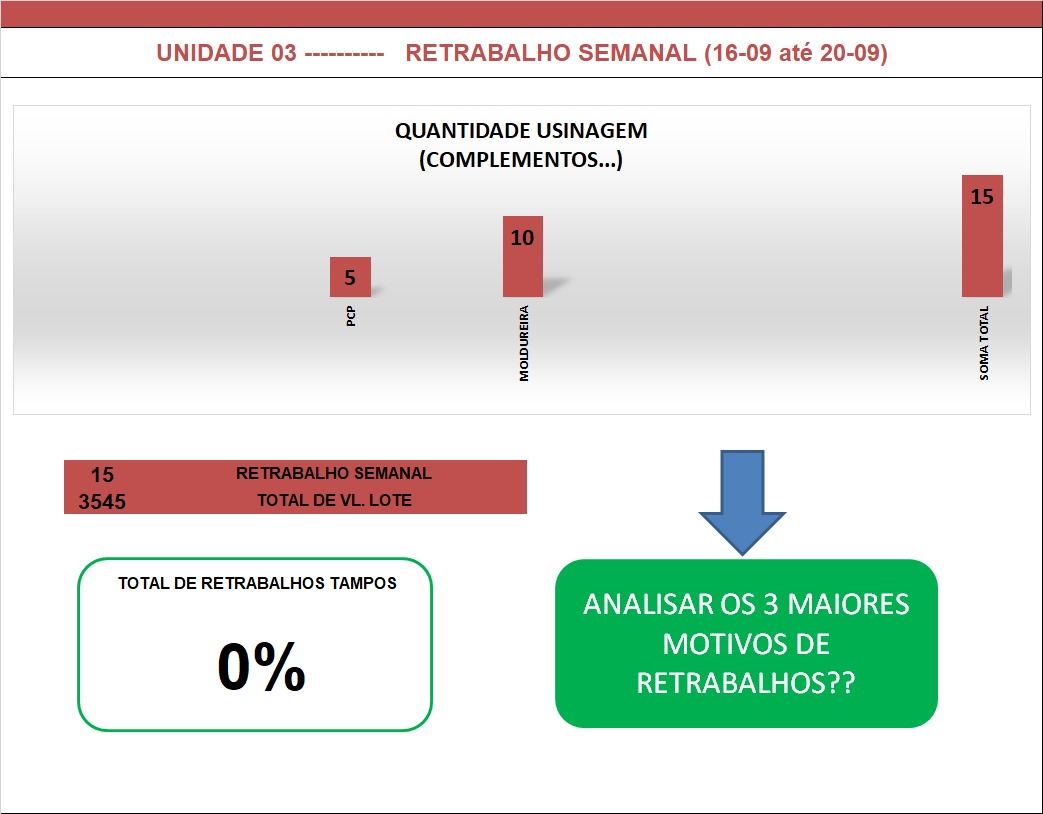 UNIDADE 03 ---------- RETRABALHO SEMANAL (16-09 até 20-09)
QUANTIDADE USINAGEM
(COMPLEMENTOS...)
5
10
15
PCP
MOLDUREIRA
SOMA TOTAL
15 RETRABALHO SEMANAL
3545 TOTAL DE VL. LOTE
TOTAL DE RETRABALHOS TAMPOS
0%
ANALISAR OS 3 MAIORES
MOTIVOS DE
RETRABALHOS??